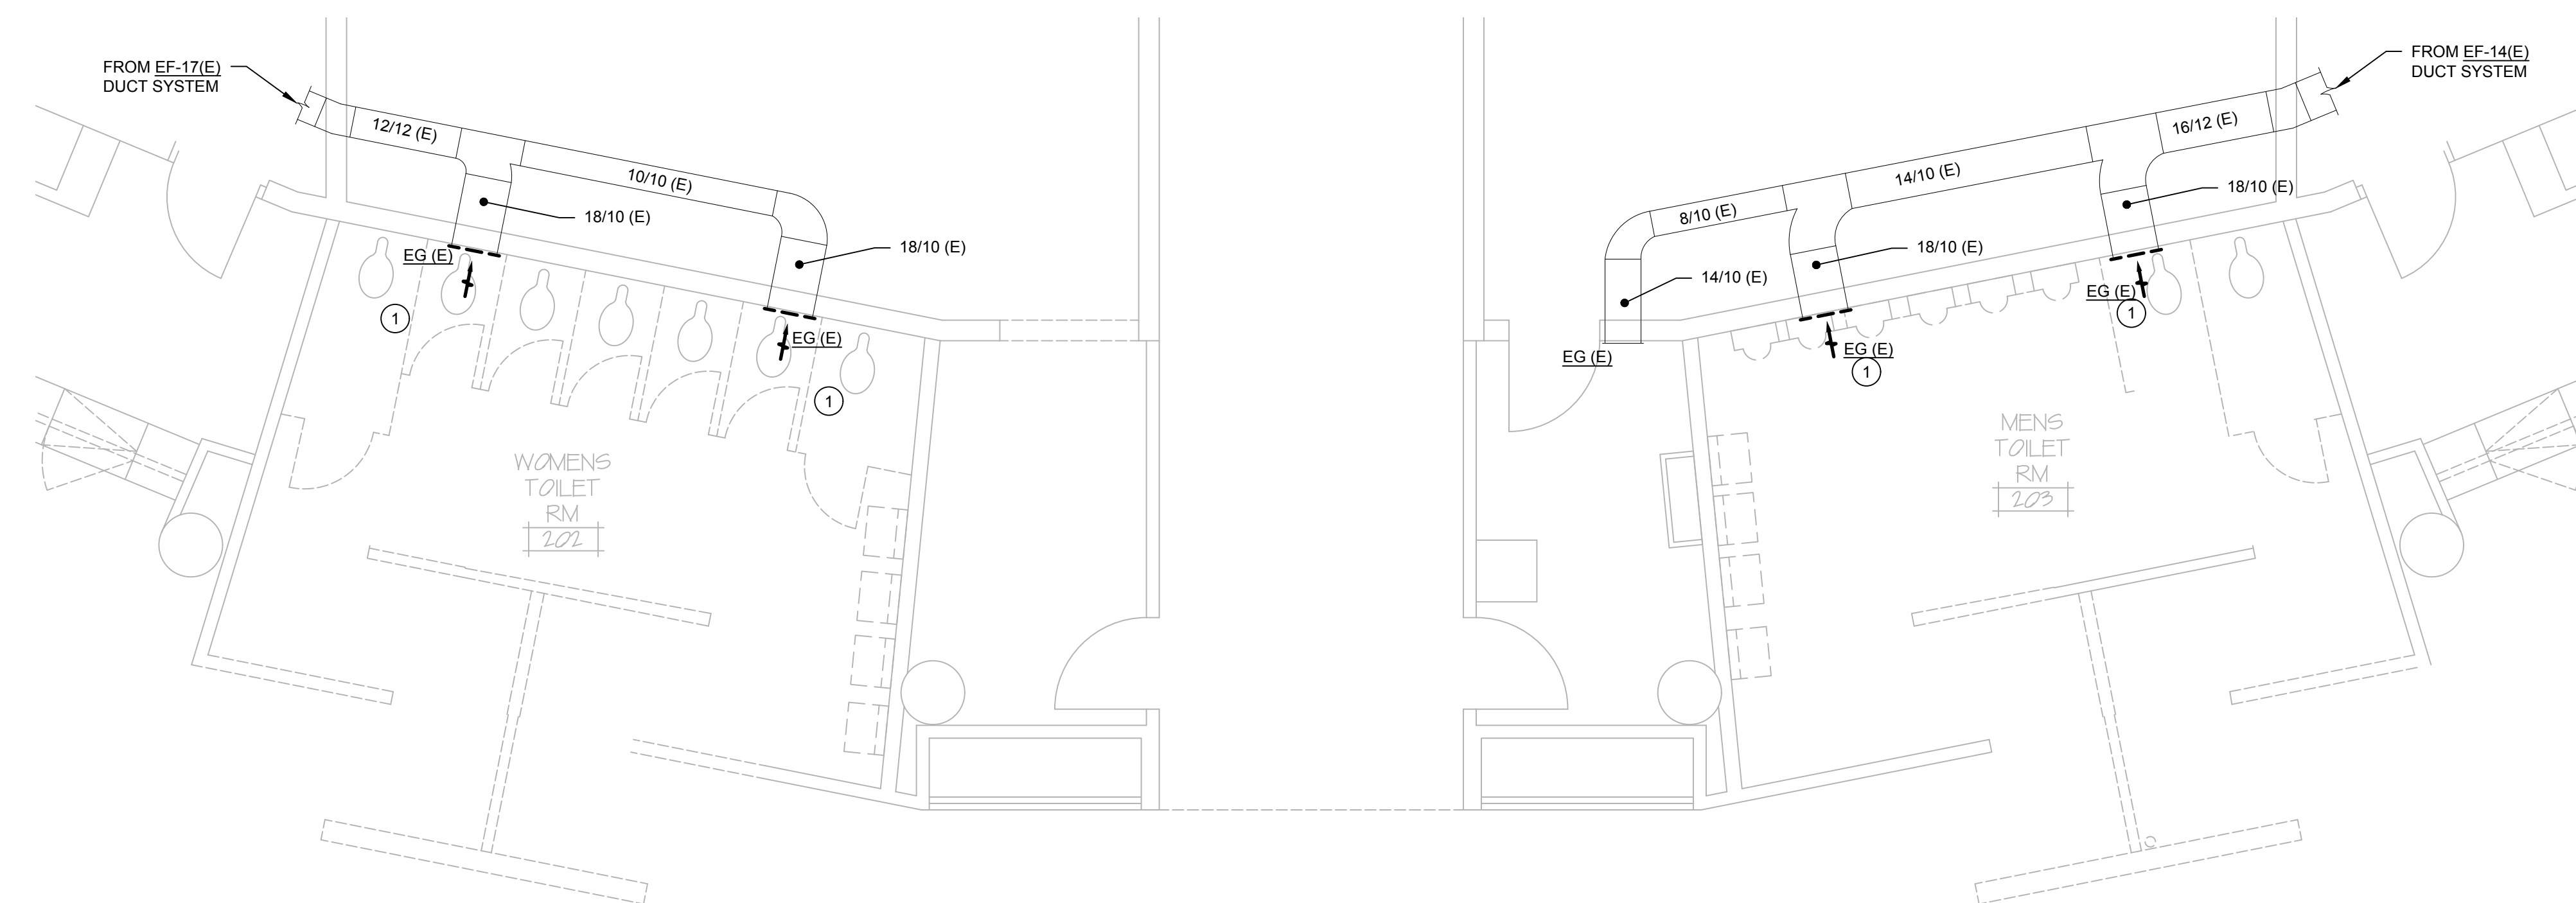 FROM EF-17(E)
DUCT SYSTEM
12/12 (E)
10/10 (E)
18/10 (E)
18/10 (E)
EG (E)
1
EG (E)
1
WOMENS
TOILET
RM
202
FROM EF-14(E)
DUCT SYSTEM
16/12 (E)
14/10 (E)
8/10 (E)
18/10 (E)
18/10 (E)
14/10 (E)
EG (E)
1
EG (E)
1
EG (E)
MENS
TOILET
RM
203